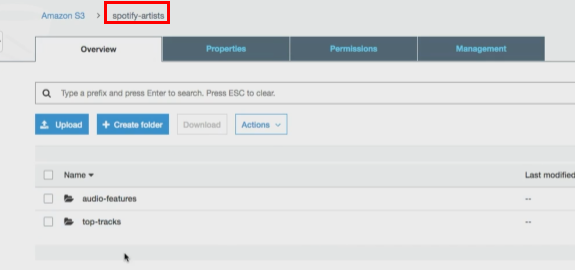 Amazon S3 > spotify-artists
Overview Properties Permissions Management
Type a prefix and press Enter to search. Press ESC to clear.
Upload + Create folder Download Actions
Name Last modified
audio-features --
top-tracks --